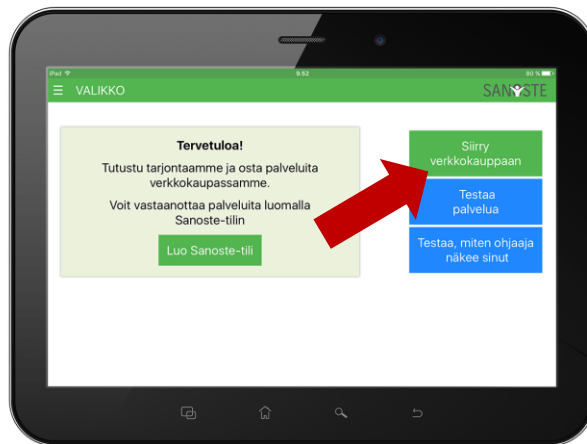 iPad 9.52 80 %
VALIKKO
SANOSTE
Tervetuloa!
Tutustu tarjontaamme ja osta palveluita
verkkokaupassamme.
Voit vastaanottaa palveluita luomalla
Sanoste-tilin
Luo Sanoste-tili
Siirry
verkkokauppaan
Testaa
palvelua
Testaa, miten ohjaaja
näkee sinut